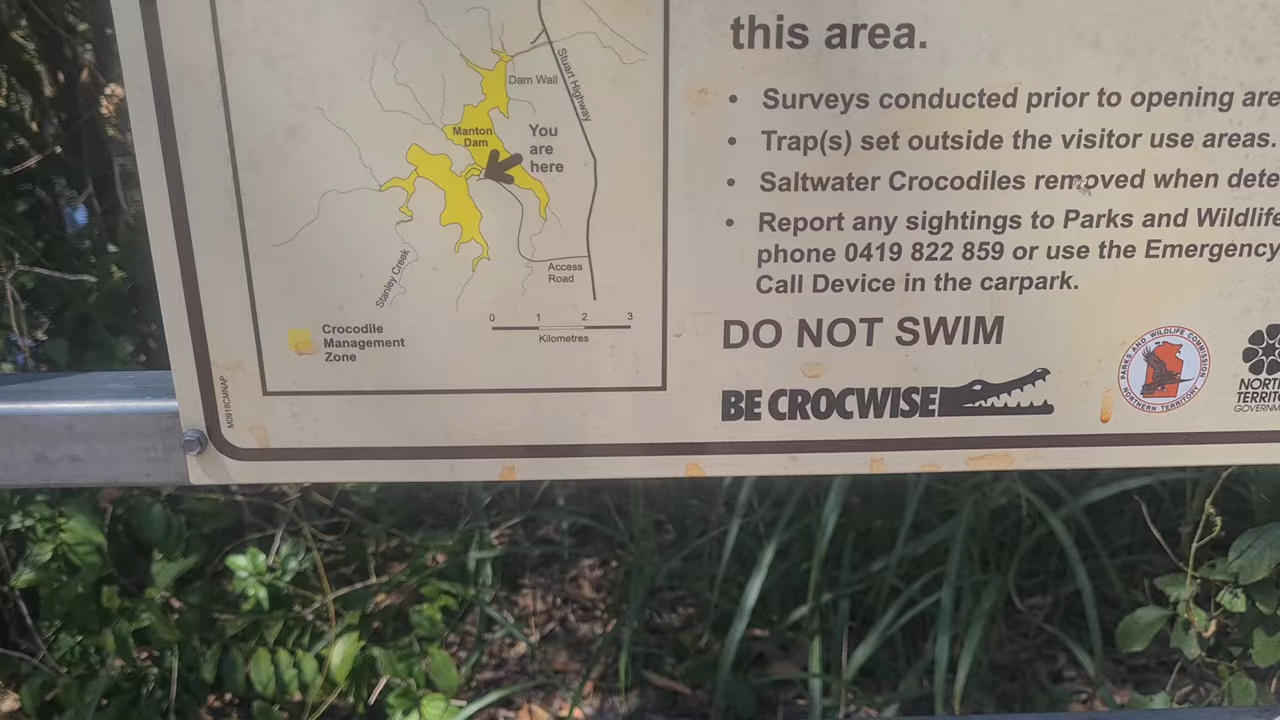 this area.
• Surveys conducted prior to opening are
• Trap(s) set outside the visitor use areas.
• Saltwater Crocodiles removed when dete
• Report any sightings to Parks and Wildlife
phone 0419 822 859 or use the Emergency
Call Device in the carpark.
DO NOT SWIM
BE CROCWISE
PARKS AND WILDLIFE COMMISSION
NORTHERN TERRITORY
NORTH
TERRITO
GOVERNM
Stuart Highway
Dam Wall
Manton
Dam
You
are
here
Stanley Creek
Access
Road
0 1 2 3
Kilometres
Crocodile
Management
Zone